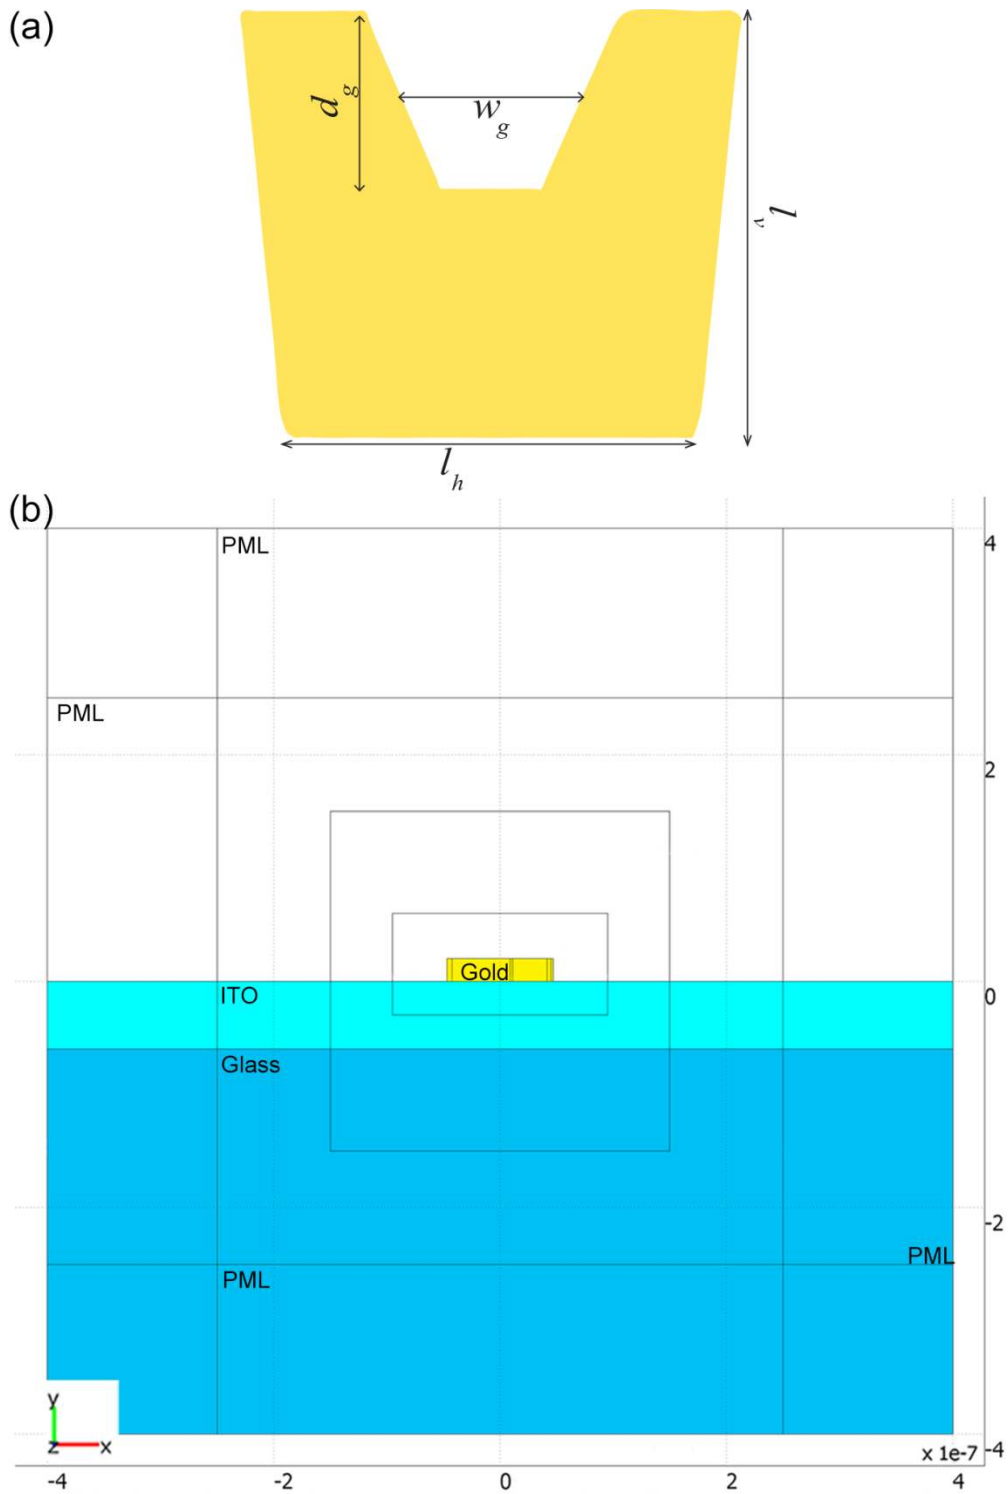 (a)
d_g
w_g
l_v
l_h
(b)
PML
4
PML
2
Gold
0
ITO
Glass
-2
PML
PML
y
z x
-4
x 1e-7
-4 -2 0 2 4